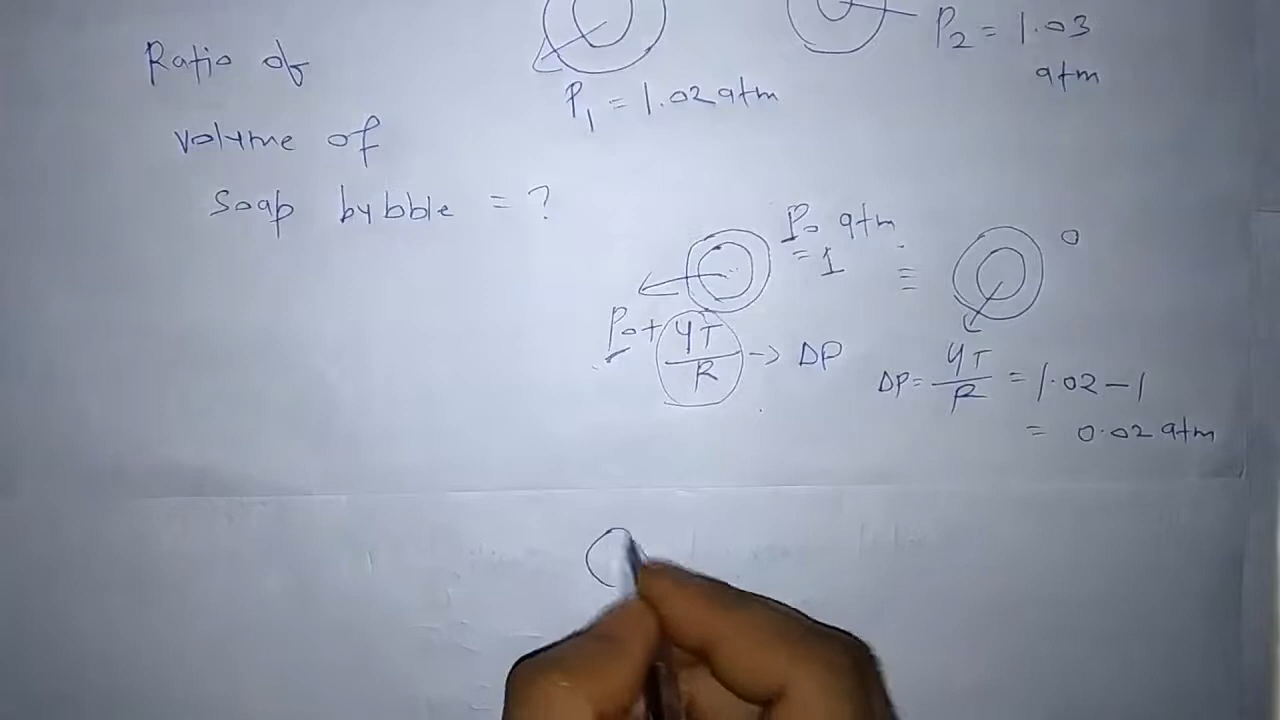 Ratio of
volume of
soap bubble = ?
P1 = 1.02 atm
P2 = 1.03
atm
P0 atm
= 1
≡
0
P0 + 4T/R → ΔP
ΔP = 4T/R = 1.02 - 1
= 0.02 atm